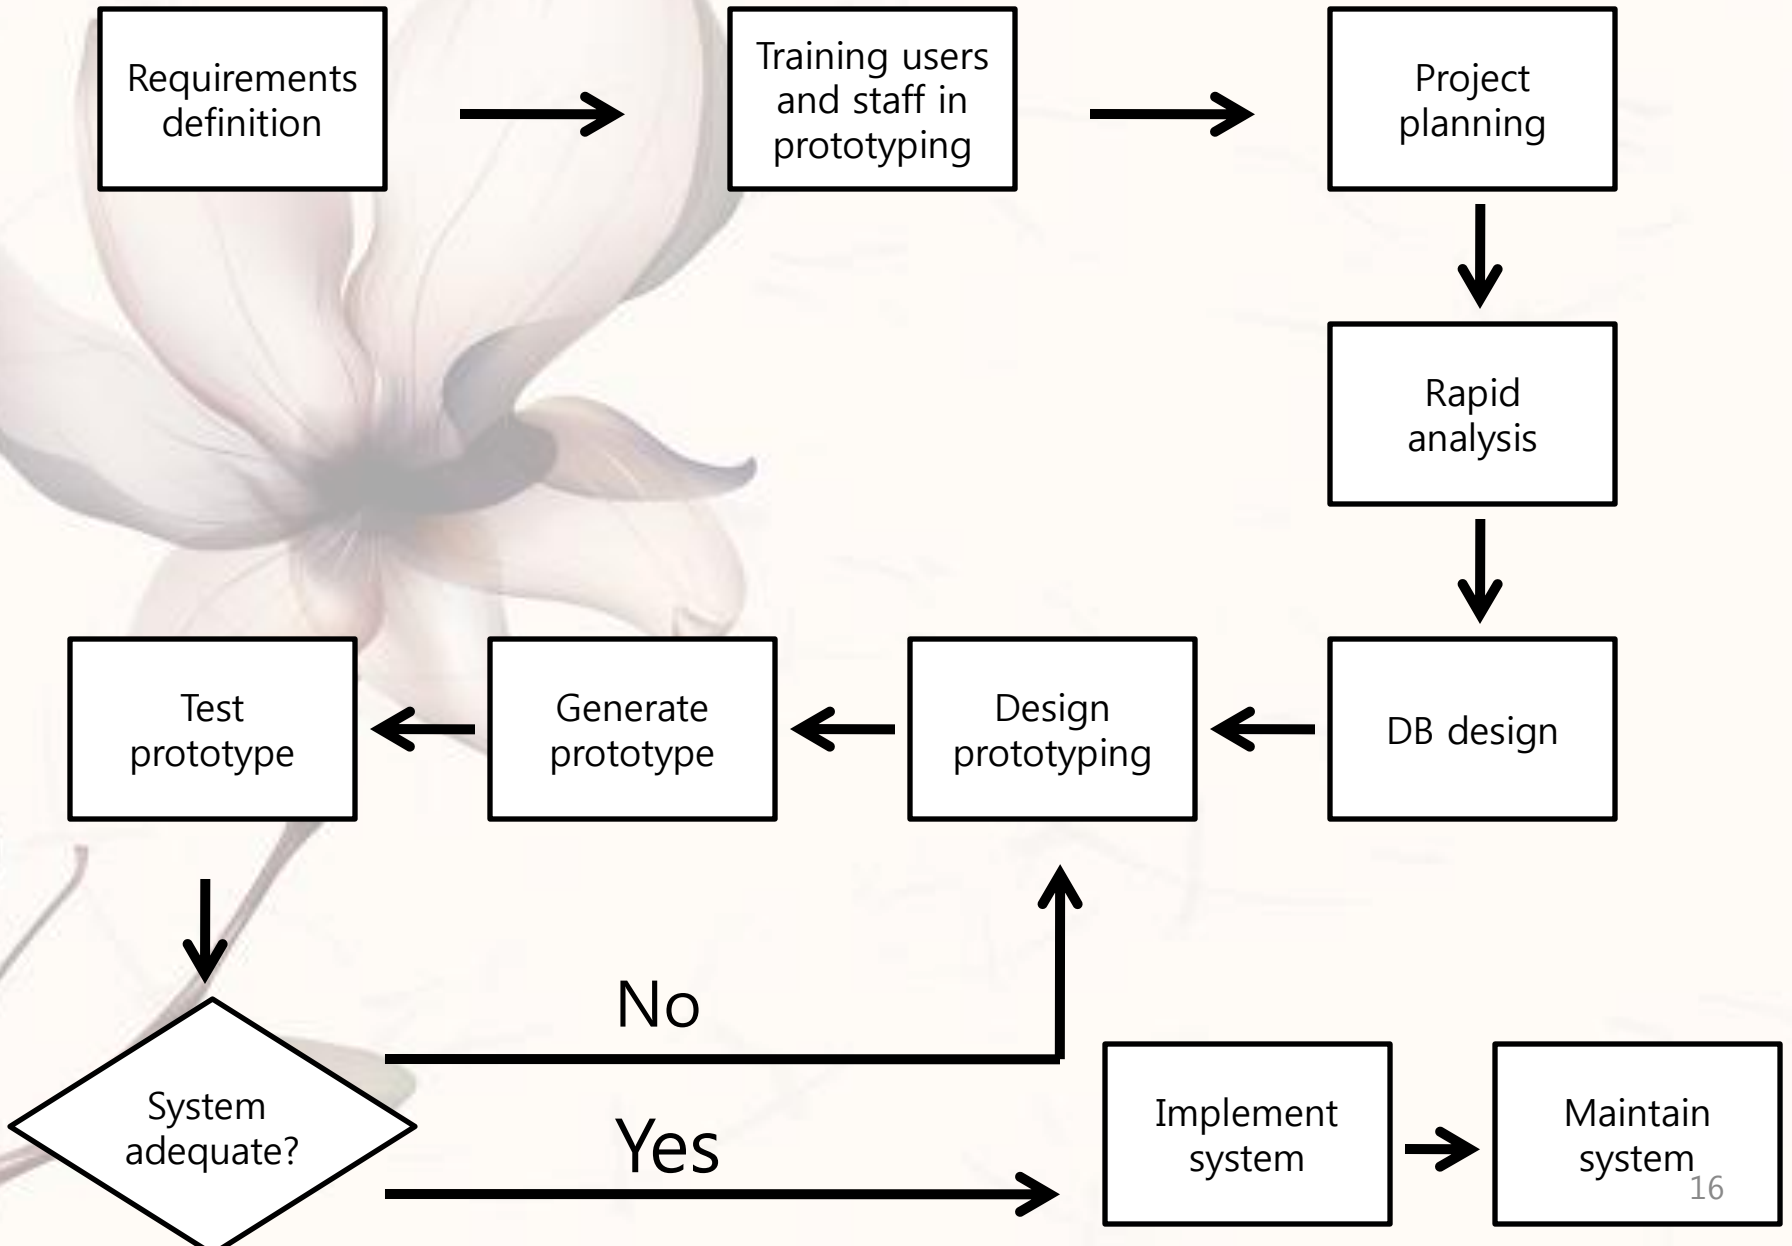 Requirements
definition
Training users
and staff in
prototyping
Project
planning
Rapid
analysis
DB design
Design
prototyping
Generate
prototype
Test
prototype
System
adequate?
No
Yes
Implement
system
Maintain
system
16